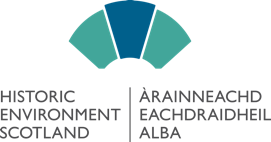 HISTORIC
ENVIRONMENT
SCOTLAND
ÀRAINNEACHD
EACHDRAIDHEIL
ALBA